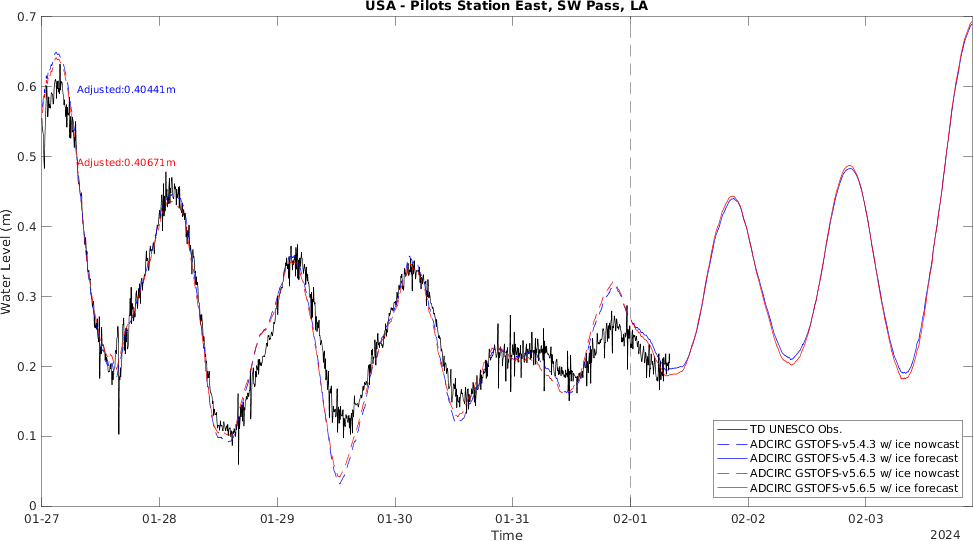 USA - Pilots Station East, SW Pass, LA
0.7
0.6
0.5
0.4
0.3
0.2
0.1
0
Water Level (m)
Adjusted:0.40441m
Adjusted:0.40671m
TD UNESCO Obs.
ADCIRC GSTOFS-v5.4.3 w/ ice nowcast
ADCIRC GSTOFS-v5.4.3 w/ ice forecast
ADCIRC GSTOFS-v5.6.5 w/ ice nowcast
ADCIRC GSTOFS-v5.6.5 w/ ice forecast
01-27 01-28 01-29 01-30 01-31 02-01 02-02 02-03
Time
2024